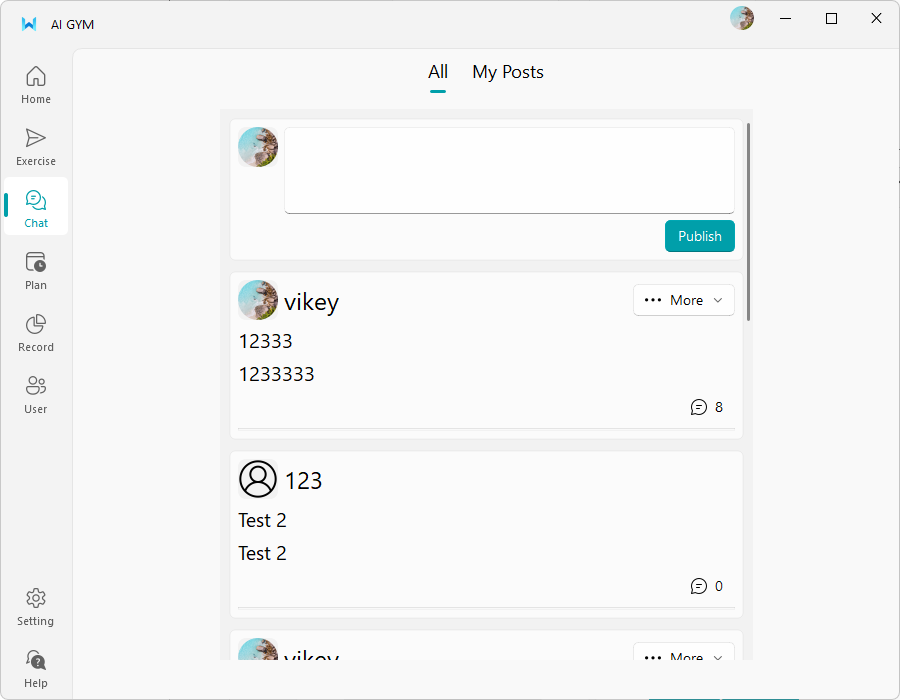 AI GYM
All My Posts
Home
Exercise
Chat
Plan
Record
User
Setting
Help
Publish
vikey
More
12333
1233333
8
123
Test 2
Test 2
0
vikey
More